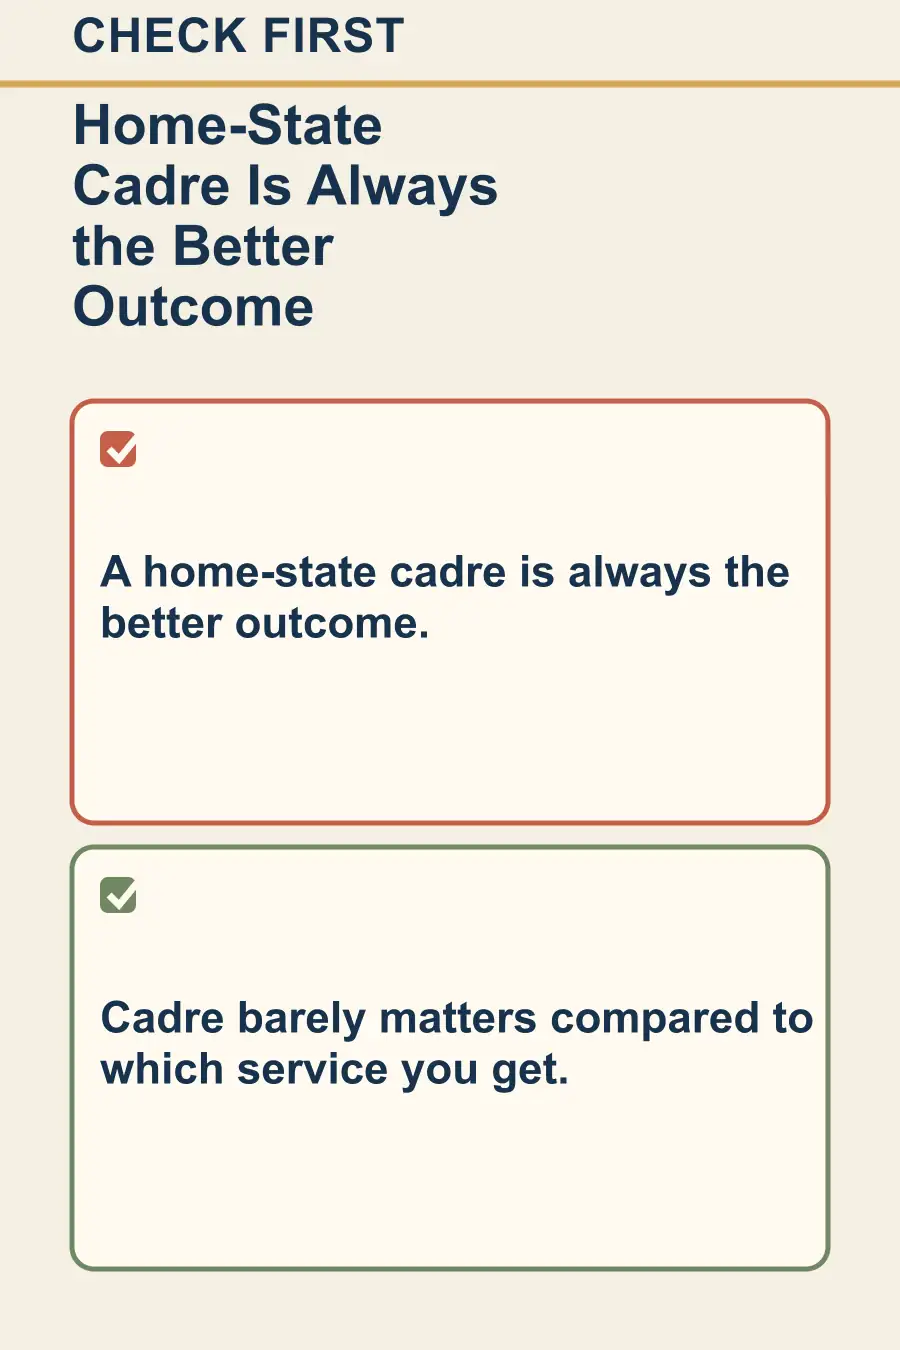 CHECK FIRST
Home-State
Cadre Is Always
the Better
Outcome
A home-state cadre is always the
better outcome.
Cadre barely matters compared to
which service you get.